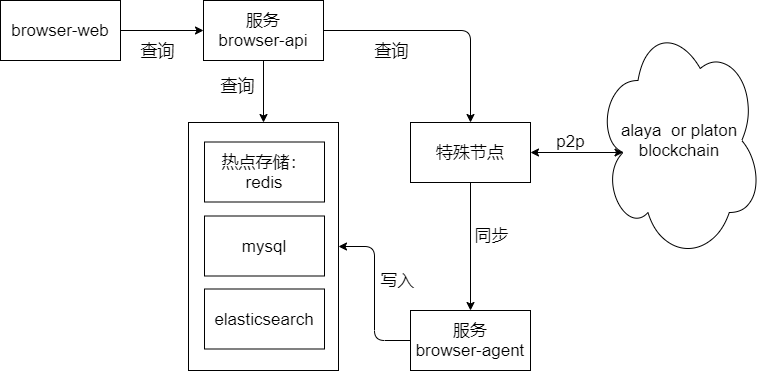 browser-web
查询
服务
browser-api
查询
查询
热点存储：
redis
mysql
elasticsearch
特殊节点
p2p
alaya or platon
blockchain
同步
写入
服务
browser-agent